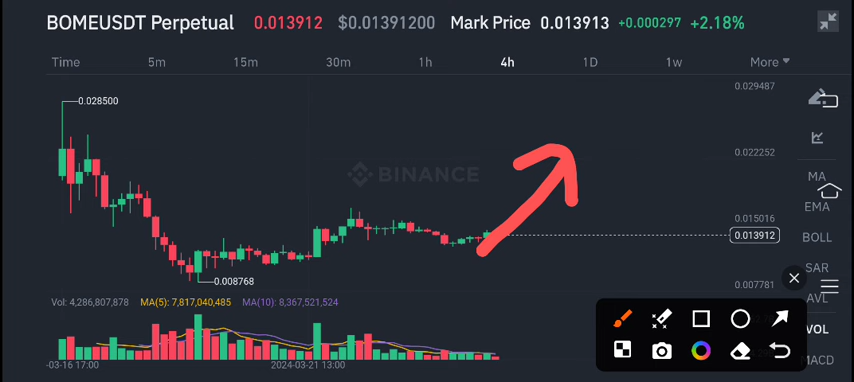 BOMEUSDT Perpetual 0.013912 $0.01391200 Mark Price 0.013913 +0.000297 +2.18%
Time 5m 15m 30m 1h 4h 1D 1w More
0.029487
0.028500
0.022252
BINANCE
MA
EMA
0.015016
0.013912
BOLL
SAR
0.008768
0.007781
AVL
Vol: 4,286,807,878 MA(5): 7,817,040,485 MA(10): 8,367,521,524
VOL
MACD
-03-16 17:00 2024-03-21 13:00